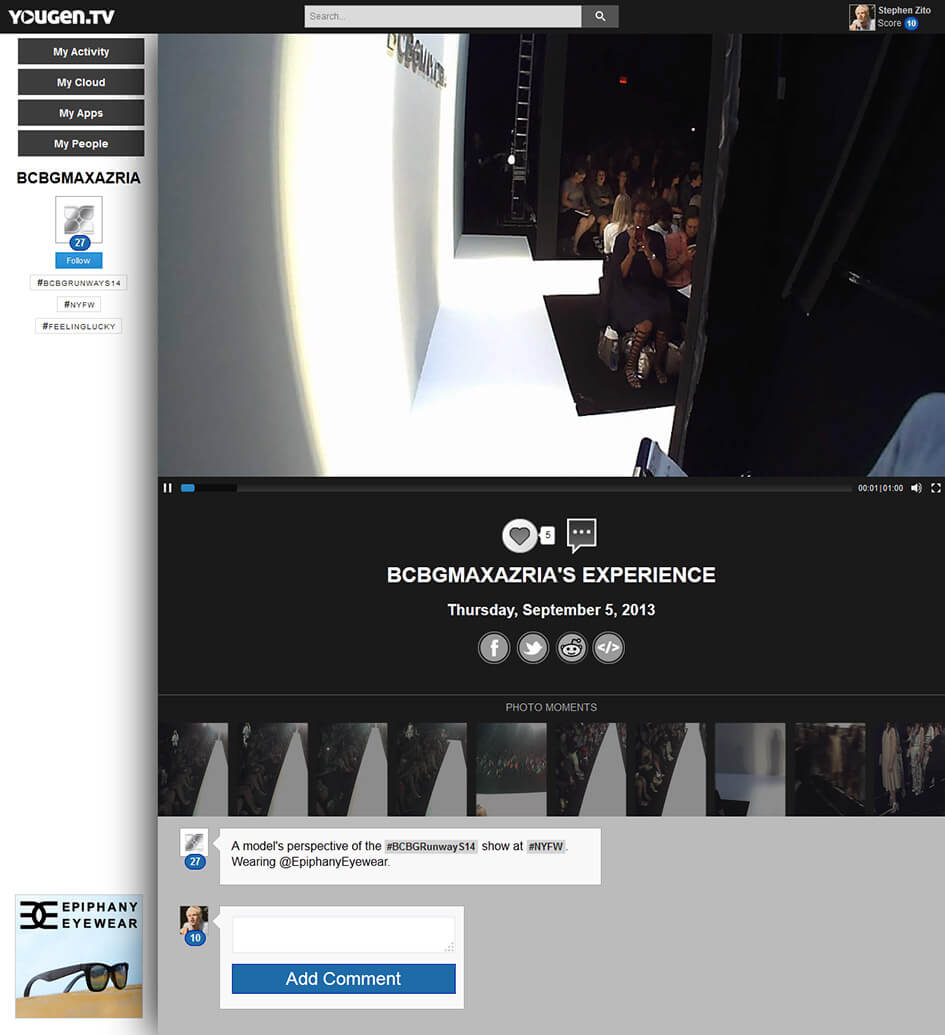 YOUGEN.TV
Search...
Stephen Zito
Score 10
My Activity
My Cloud
My Apps
My People
BCBGMAXAZRIA
27
Follow
#BCBGRUNWAYS14
#NYFW
#FEELINGLUCKY
BCBGMAXAZRIA
00:01|01:00
5
BCBGMAXAZRIA'S EXPERIENCE
Thursday, September 5, 2013
f
</>
PHOTO MOMENTS
27
A model's perspective of the #BCBGRunwayS14 show at #NYFW.
Wearing @EpiphanyEyewear.
10
Add Comment
EPIPHANY
EYEWEAR